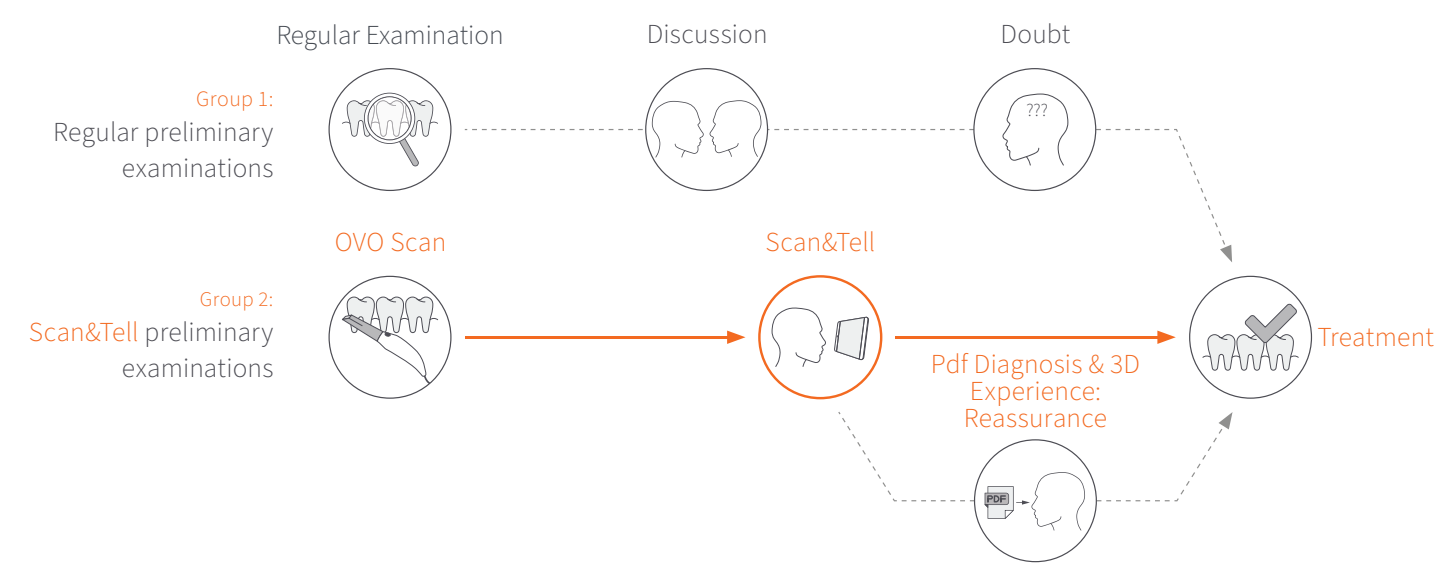 Regular Examination
Discussion
Doubt
Group 1:
Regular preliminary
examinations
???
OVO Scan
Scan&Tell
Group 2:
Scan&Tell preliminary
examinations
Treatment
Pdf Diagnosis & 3D
Experience:
Reassurance
PDF